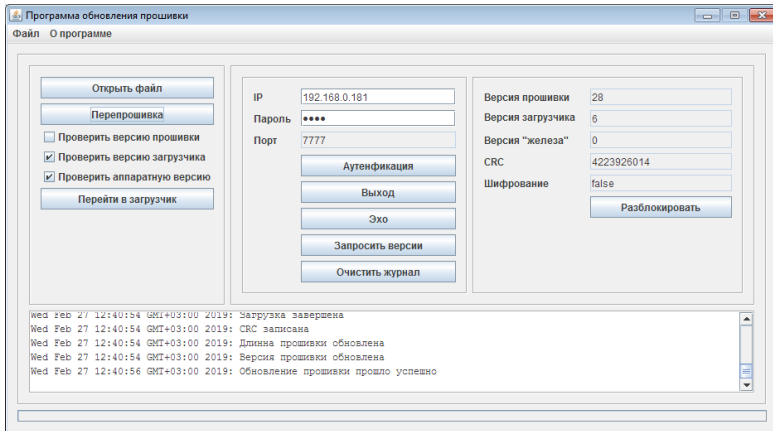 Программа обновления прошивки
Файл О программе
Открыть файл
Перепрошивка
Проверить версию прошивки
Проверить версию загрузчика
Проверить аппаратную версию
Перейти в загрузчик
IP 192.168.0.181
Пароль ●●●●
Порт 7777
Аутенфикация
Выход
Эхо
Запросить версии
Очистить журнал
Версия прошивки 28
Версия загрузчика 6
Версия "железа" 0
CRC 4223926014
Шифрование false
Разблокировать
Wed Feb 27 12:40:54 GMT+03:00 2019: Загрузка завершена
Wed Feb 27 12:40:54 GMT+03:00 2019: CRC записана
Wed Feb 27 12:40:54 GMT+03:00 2019: Длинна прошивки обновлена
Wed Feb 27 12:40:54 GMT+03:00 2019: Версия прошивки обновлена
Wed Feb 27 12:40:56 GMT+03:00 2019: Обновление прошивки прошло успешно